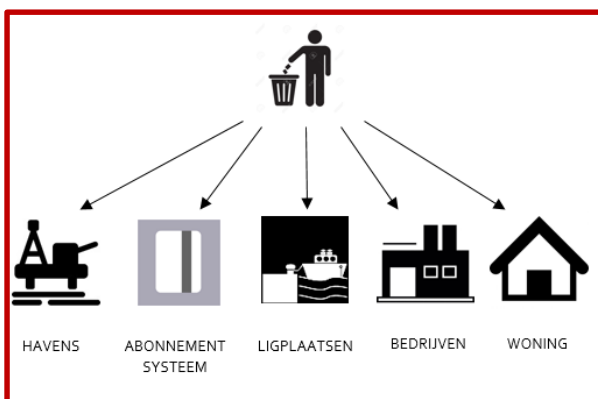 HAVENS
ABONNEMENT
SYSTEEM
LIGPLAATSEN
BEDRIJVEN
WONING